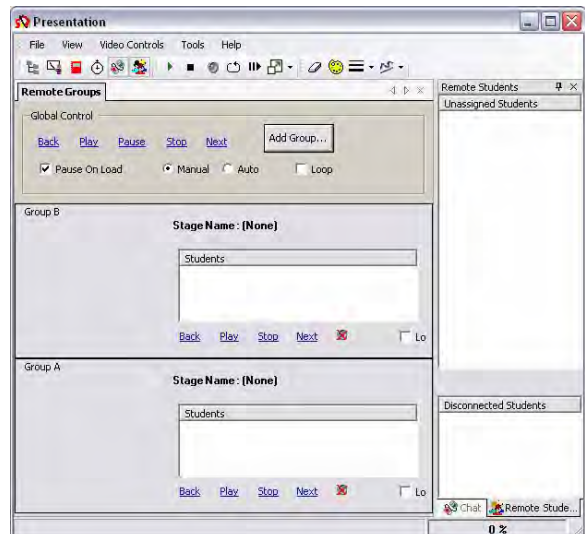 Presentation
File View Video Controls Tools Help
Remote Groups
Global Control
Back Play Pause Stop Next Add Group...
Pause On Load Manual Auto Loop
Group B
Stage Name : (None)
Students
Back Play Stop Next Lo
Group A
Stage Name : (None)
Students
Back Play Stop Next Lo
Remote Students
Unassigned Students
Disconnected Students
Chat Remote Stude...
0 %